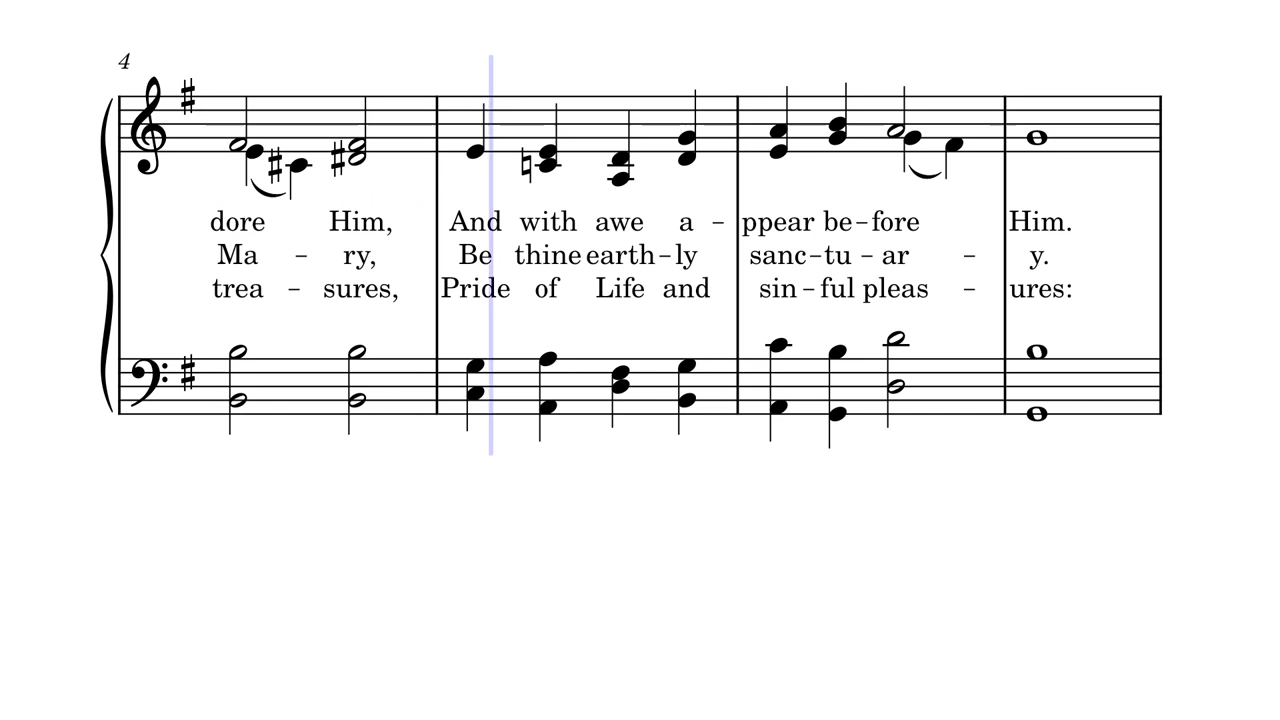 4
dore Him, And with awe a – ppear be – fore Him.
Ma – ry, Be thine earth – ly sanc – tu – ar – y.
trea – sures, Pride of Life and sin – ful pleas – ures: